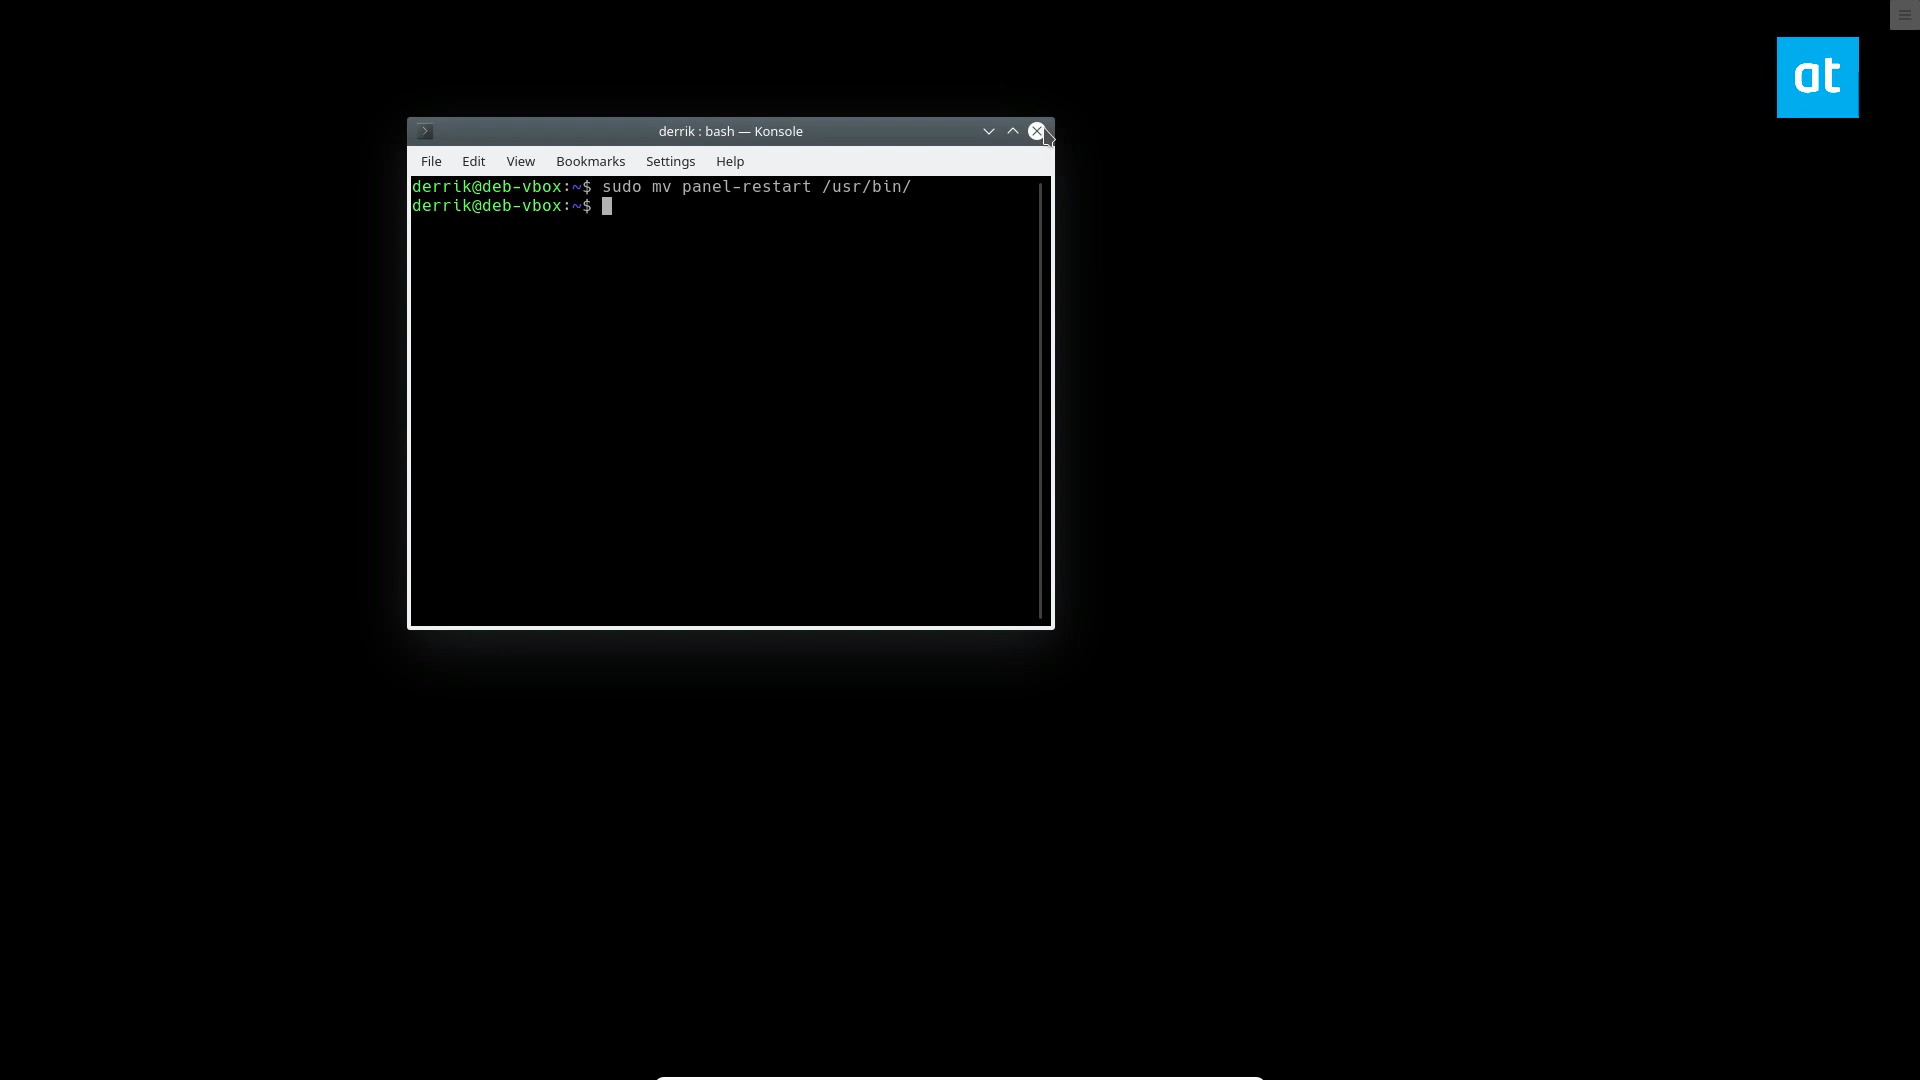 at
derrik : bash — Konsole
File Edit View Bookmarks Settings Help
derrik@deb-vbox:~$ sudo mv panel-restart /usr/bin/
derrik@deb-vbox:~$